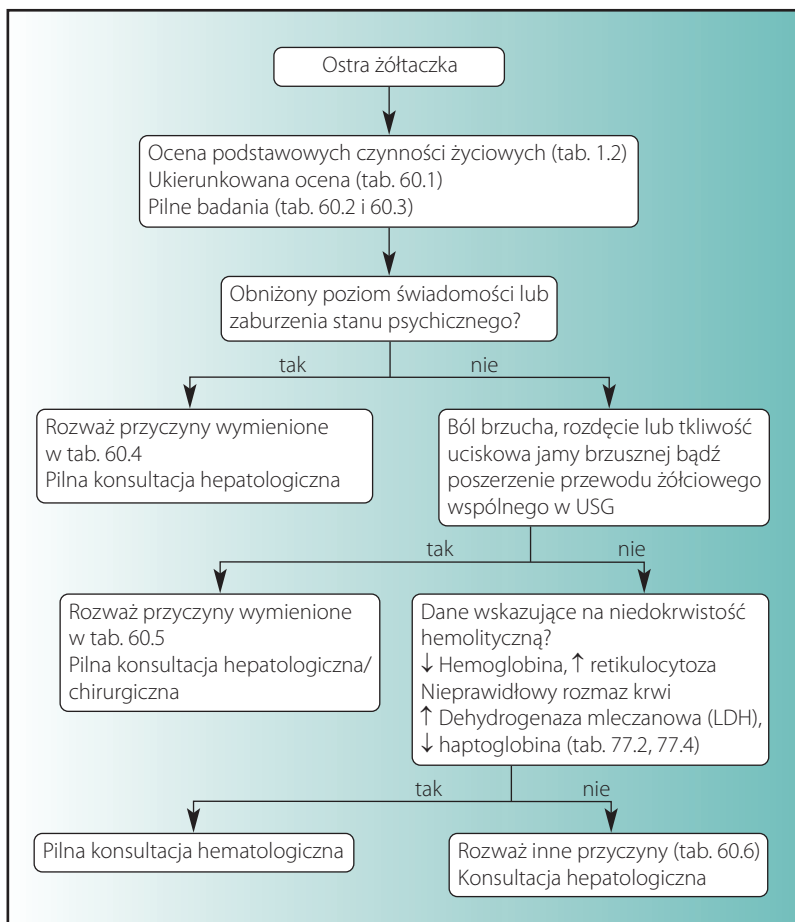 Ostra żółtaczka
Ocena podstawowych czynności życiowych (tab. 1.2)
Ukierunkowana ocena (tab. 60.1)
Pilne badania (tab. 60.2 i 60.3)
Obniżony poziom świadomości lub
zaburzenia stanu psychicznego?
tak
nie
Rozważ przyczyny wymienione
w tab. 60.4
Pilna konsultacja hepatologiczna
Ból brzucha, rozdęcie lub tkliwość
uciskowa jamy brzusznej bądź
poszerzenie przewodu żółciowego
wspólnego w USG
tak
nie
Rozważ przyczyny wymienione
w tab. 60.5
Pilna konsultacja hepatologiczna/
chirurgiczna
Dane wskazujące na niedokrwistość
hemolityczną?
↓ Hemoglobina, ↑ retikulocytoza
Nieprawidłowy rozmaz krwi
↑ Dehydrogenaza mleczanowa (LDH),
↓ haptoglobina (tab. 77.2, 77.4)
tak
nie
Pilna konsultacja hematologiczna
Rozważ inne przyczyny (tab. 60.6)
Konsultacja hepatologiczna